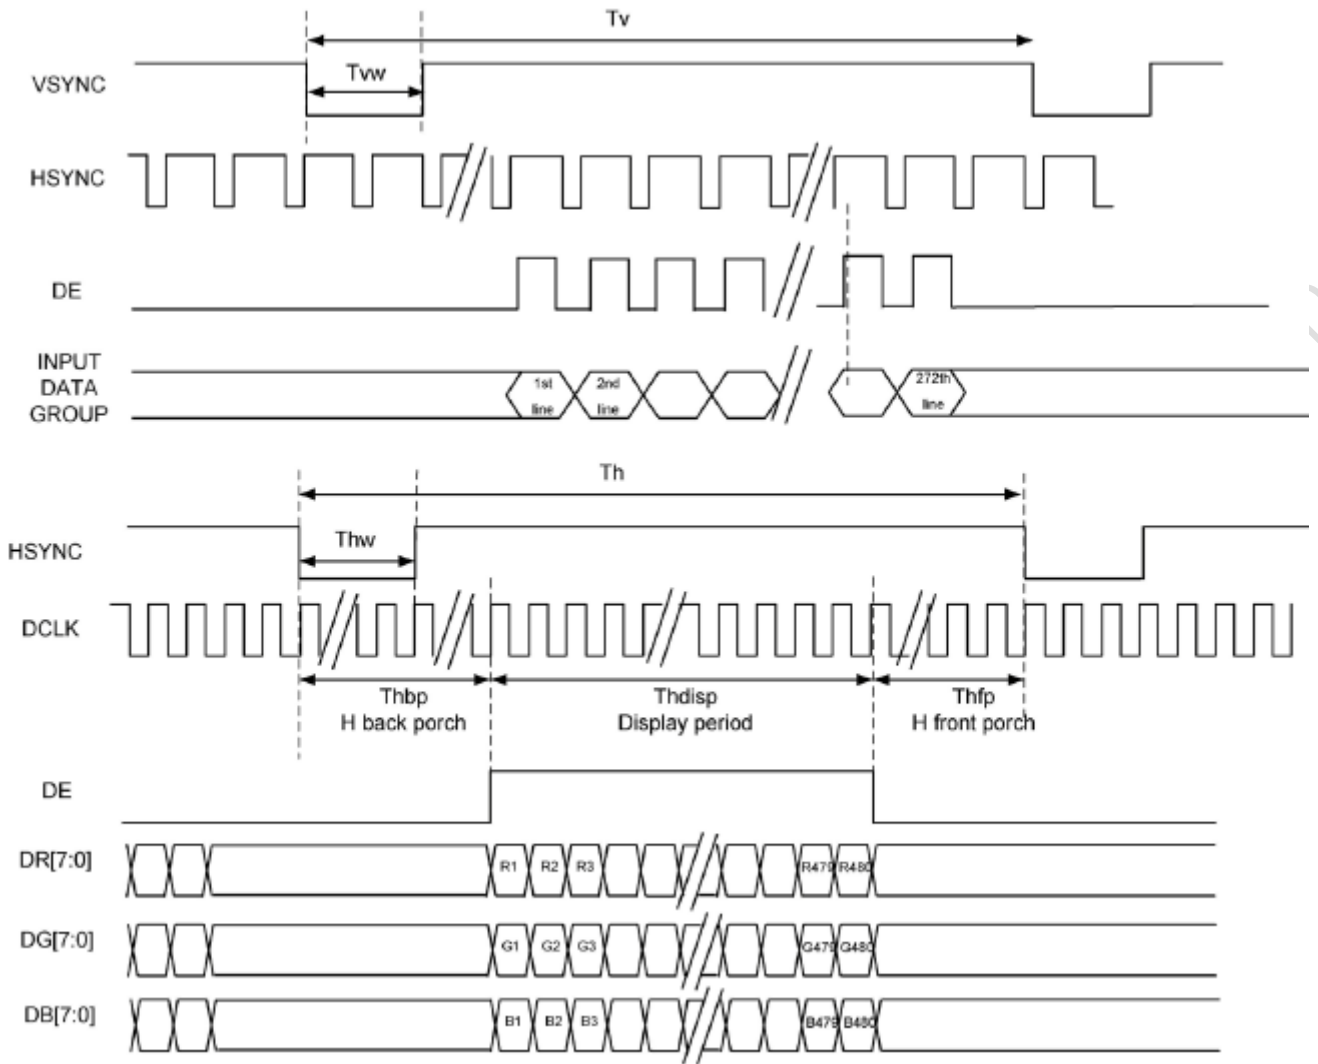 Tv
Tvw
VSYNC
HSYNC
DE
INPUT
DATA
GROUP
1st
line
2nd
line
272th
line
Th
Thw
HSYNC
DCLK
Thbp
H back porch
Thdisp
Display period
Thfp
H front porch
DE
DR[7:0]
R1 R2 R3 R479 R480
DG[7:0]
G1 G2 G3 G479 G480
DB[7:0]
B1 B2 B3 B479 B480